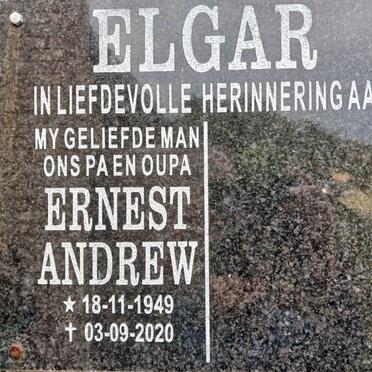 ELGAR
IN LIEFDEVOLLE HERINNERING AA
MY GELIEFDE MAN
ONS PA EN OUPA
ERNEST
ANDREW
★ 18-11-1949
✝ 03-09-2020